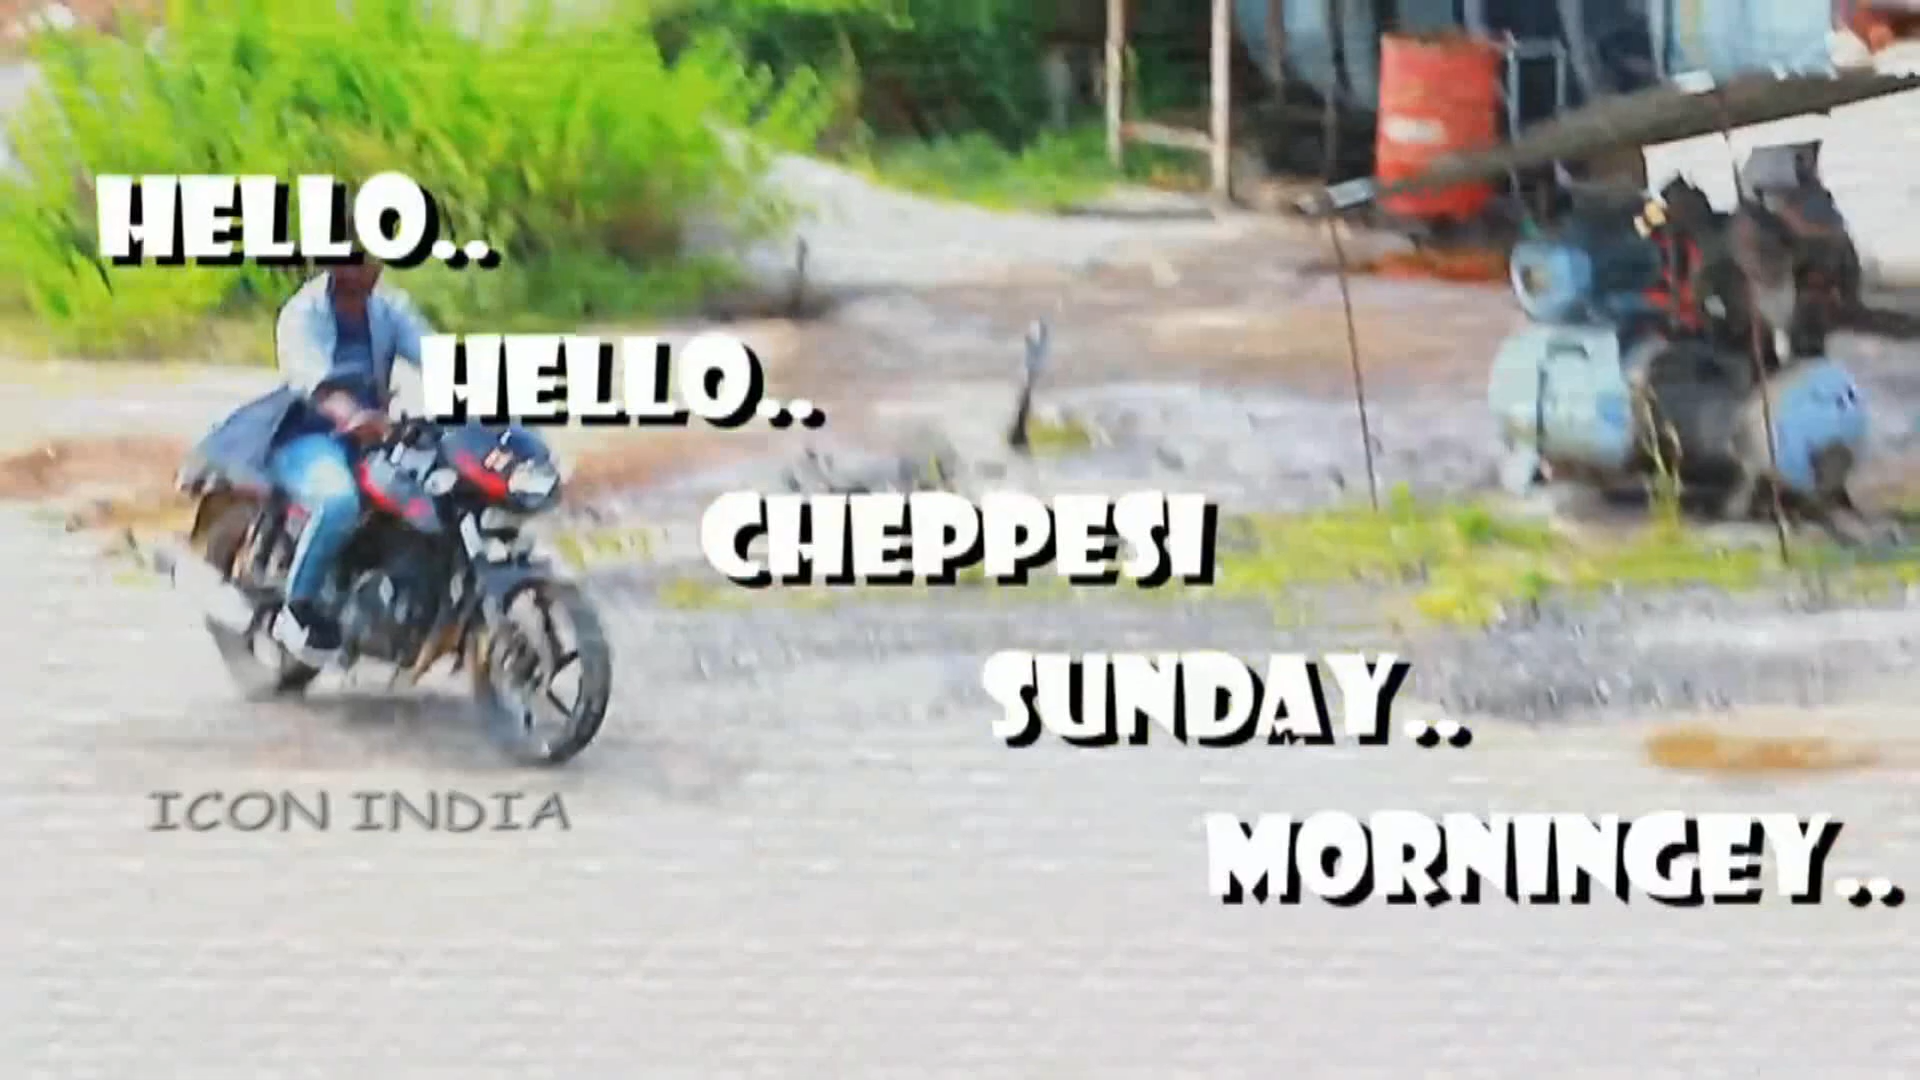 HELLO..
HELLO..
CHEPPESI
SUNDAY..
MORNINGEY..
ICON INDIA